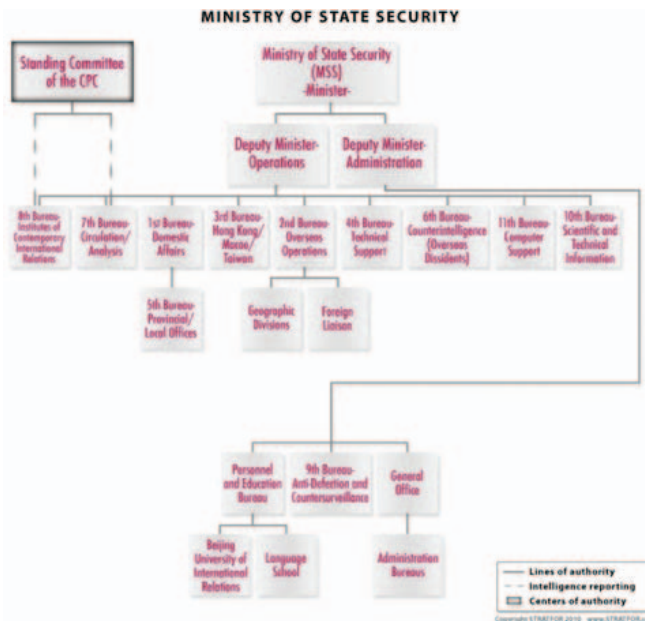 MINISTRY OF STATE SECURITY
Standing Committee
of the CPC
Ministry of State Security
(MSS)
-Minister-
Deputy Minister-
Operations
Deputy Minister-
Administration
8th Bureau-
Institutes of
Contemporary
International
Relations
7th Bureau-
Circulation/
Analysis
1st Bureau-
Domestic
Affairs
3rd Bureau-
Hong Kong/
Macao/
Taiwan
2nd Bureau-
Overseas
Operations
4th Bureau-
Technical
Support
6th Bureau-
Counterintelligence
(Overseas
Dissidents)
11th Bureau-
Computer
Support
10th Bureau-
Scientific and
Technical
Information
5th Bureau-
Provincial/
Local Offices
Geographic
Divisions
Foreign
Liaison
Personnel
and Education
Bureau
9th Bureau-
Anti-Defection and
Countersurveillance
General
Office
Beijing
University of
International
Relations
Language
School
Administration
Bureaus
Lines of authority
Intelligence reporting
Centers of authority
Copyright STRATFOR 2010 www.STRATFOR.c